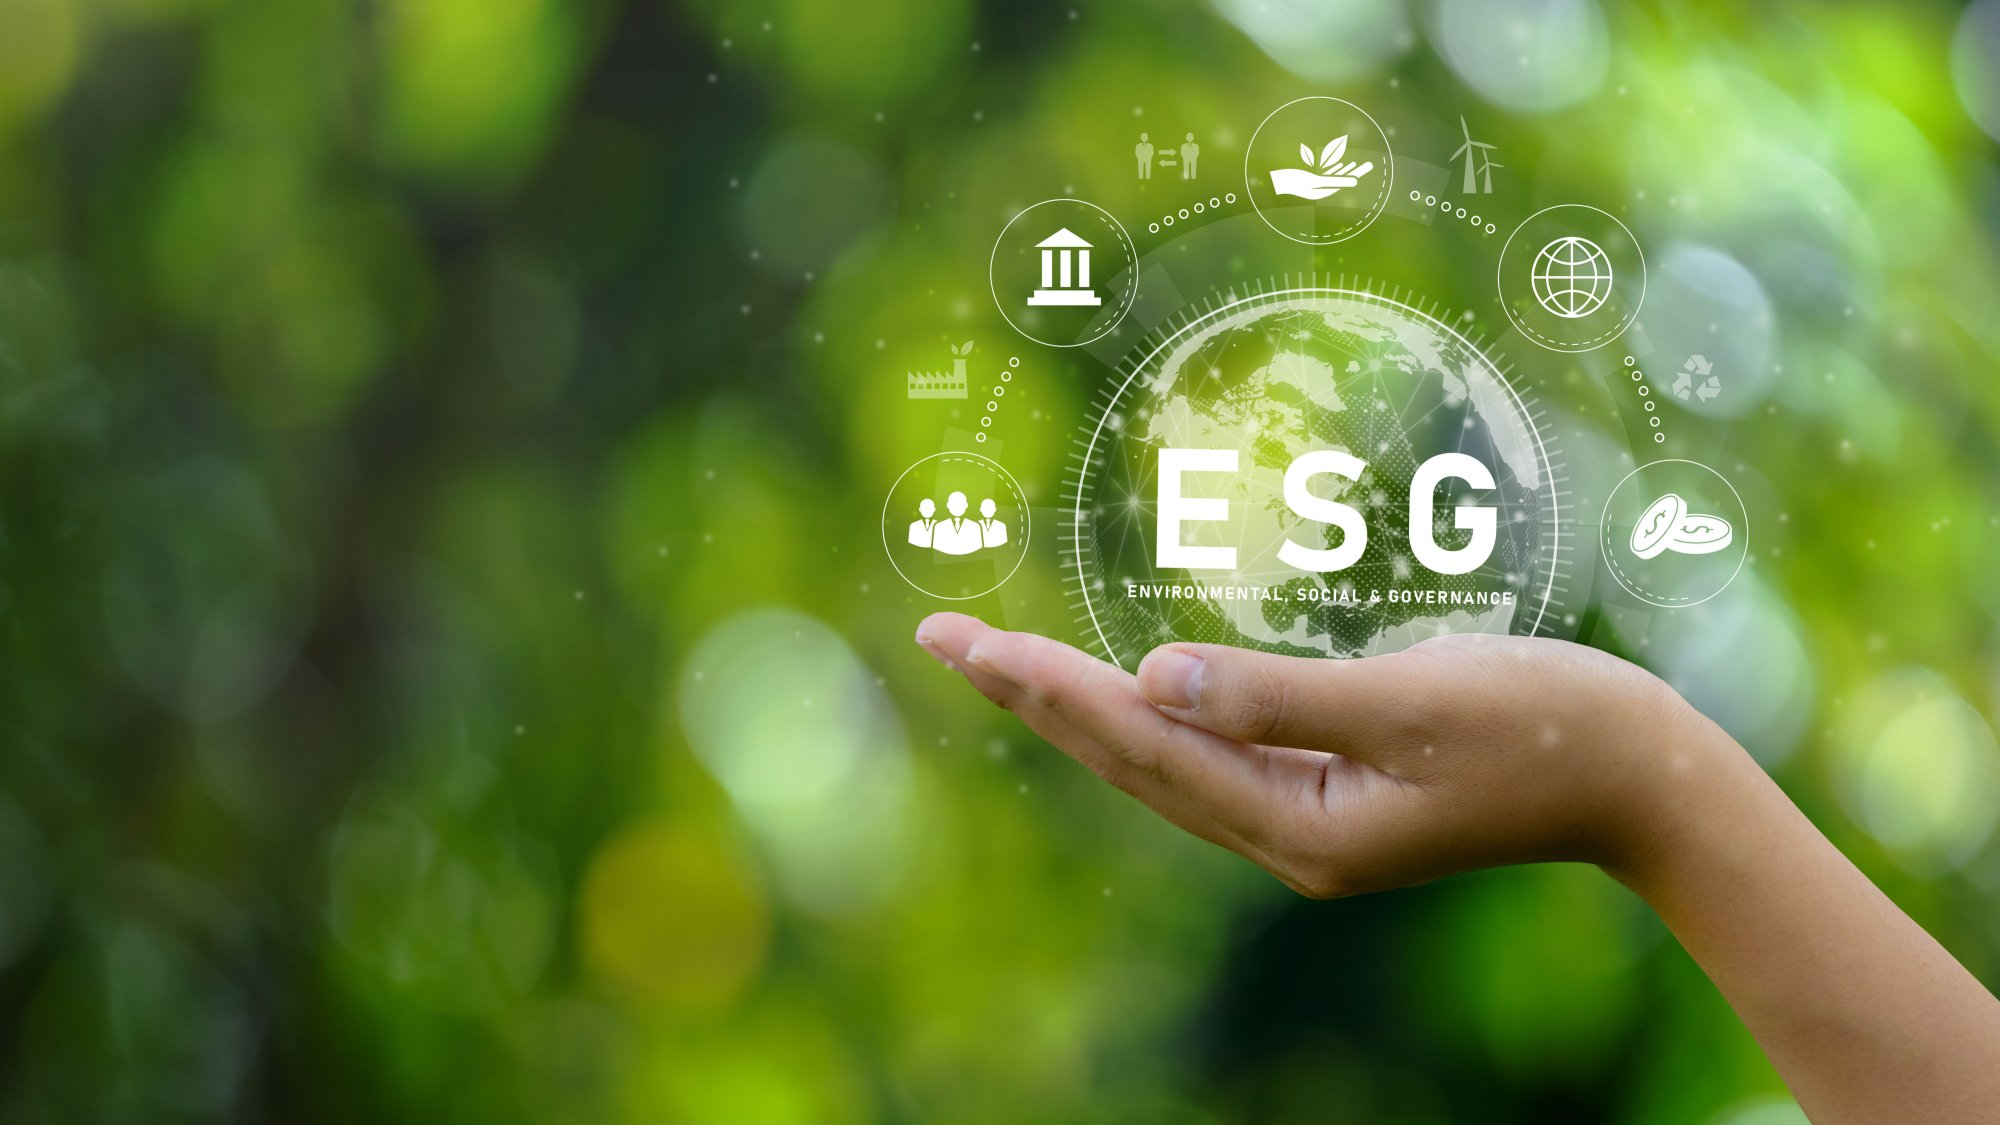 ESG
ENVIRONMENTAL, SOCIAL & GOVERNANCE
$ $